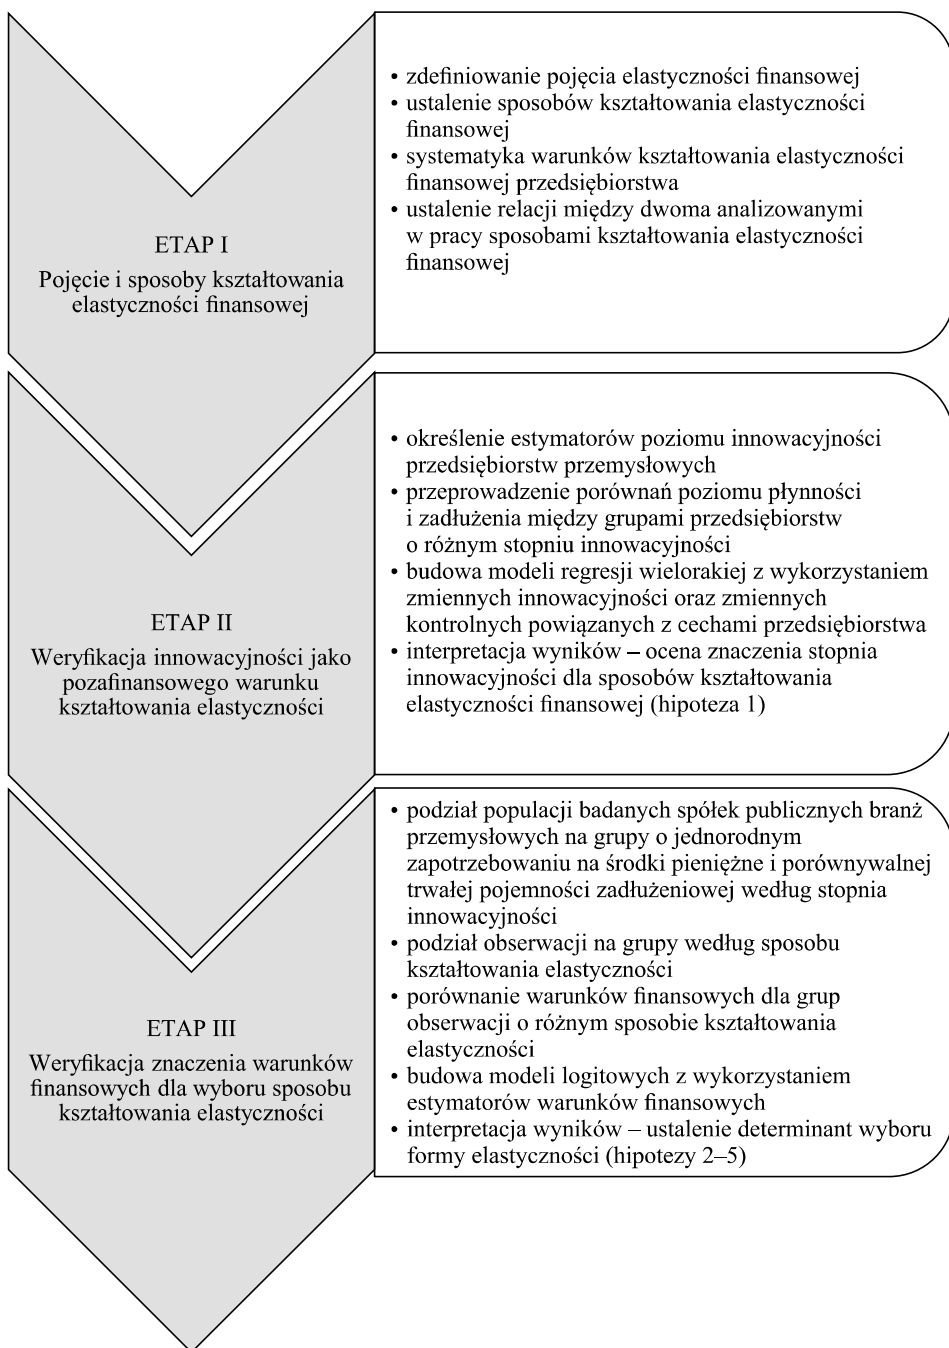 ETAP I
Pojęcie i sposoby kształtowania
elastyczności finansowej
• zdefiniowanie pojęcia elastyczności finansowej
• ustalenie sposobów kształtowania elastyczności
finansowej
• systematyka warunków kształtowania elastyczności
finansowej przedsiębiorstwa
• ustalenie relacji między dwoma analizowanymi
w pracy sposobami kształtowania elastyczności
finansowej
ETAP II
Weryfikacja innowacyjności jako
pozafinansowego warunku
kształtowania elastyczności
• określenie estymatorów poziomu innowacyjności
przedsiębiorstw przemysłowych
• przeprowadzenie porównań poziomu płynności
i zadłużenia między grupami przedsiębiorstw
o różnym stopniu innowacyjności
• budowa modeli regresji wielorakiej z wykorzystaniem
zmiennych innowacyjności oraz zmiennych
kontrolnych powiązanych z cechami przedsiębiorstwa
• interpretacja wyników – ocena znaczenia stopnia
innowacyjności dla sposobów kształtowania
elastyczności finansowej (hipoteza 1)
ETAP III
Weryfikacja znaczenia warunków
finansowych dla wyboru sposobu
kształtowania elastyczności
• podział populacji badanych spółek publicznych branż
przemysłowych na grupy o jednorodnym
zapotrzebowaniu na środki pieniężne i porównywalnej
trwałej pojemności zadłużeniowej według stopnia
innowacyjności
• podział obserwacji na grupy według sposobu
kształtowania elastyczności
• porównanie warunków finansowych dla grup
obserwacji o różnym sposobie kształtowania
elastyczności
• budowa modeli logitowych z wykorzystaniem
estymatorów warunków finansowych
• interpretacja wyników – ustalenie determinant wyboru
formy elastyczności (hipotezy 2–5)